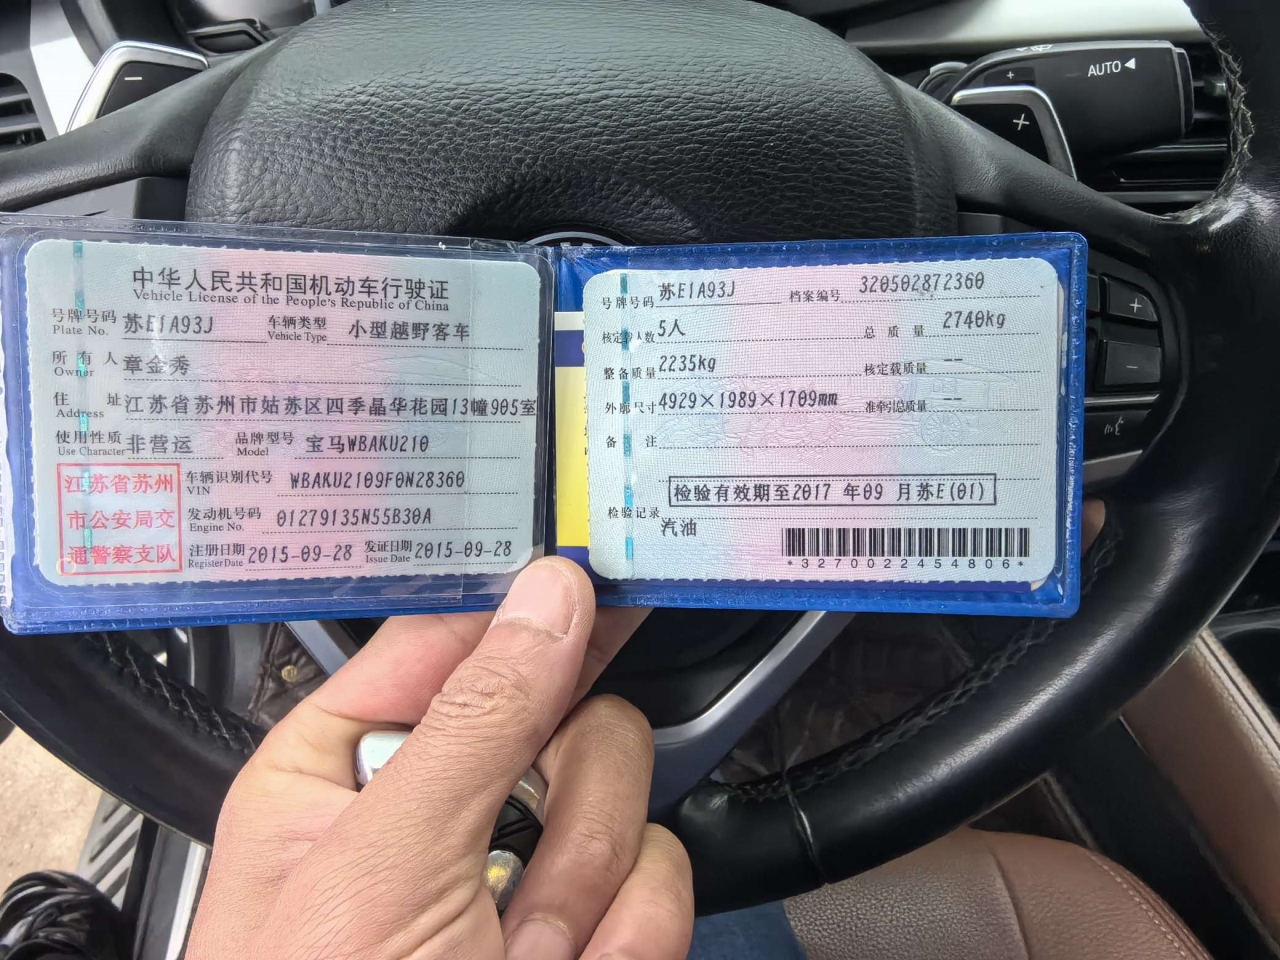 AUTO
中华人民共和国机动车行驶证
Vehicle License of the People's Republic of China
号牌号码 苏E1A93J 车辆类型 小型越野客车
Plate No. Vehicle Type
所有人 章金秀
Owner
住址 江苏省苏州市姑苏区四季晶华花园13幢905室
Address
使用性质 非营运 品牌型号 宝马WBAKU210
Use Character Model
江苏省苏州
市公安局交
通警察支队
车辆识别代号 WBAKU2109F0N28360
VIN
发动机号码 01279135N55B30A
Engine No.
注册日期 2015-09-28 发证日期 2015-09-28
Register Date Issue Date
号牌号码 苏E1A93J 档案编号 320502872360
核定载人数 5人 总质量 2740kg
整备质量 2235kg 核定载质量 --
外廓尺寸 4929×1989×1709mm 准牵引总质量 --
备注
检验有效期至2017 年09 月苏E(01)
检验记录
汽油
*3270022454806*